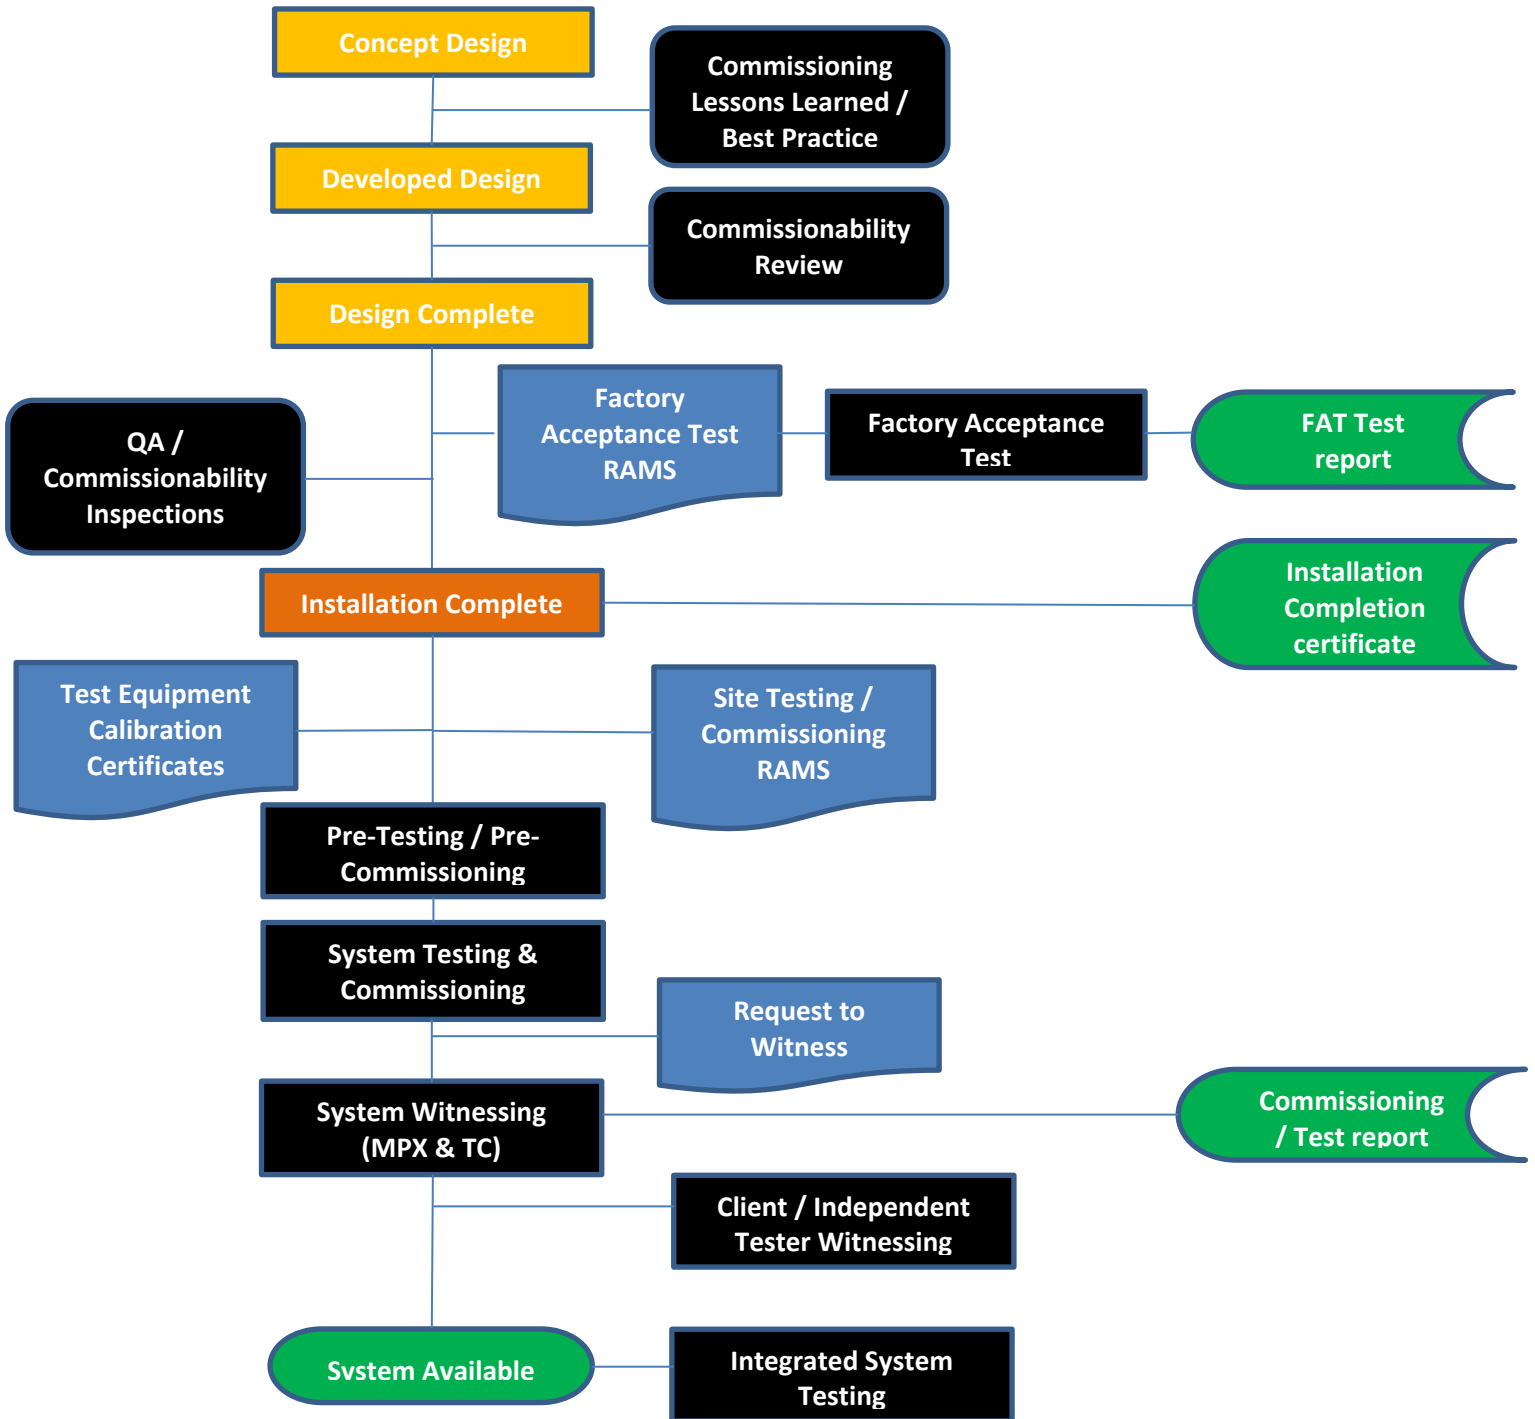 Concept Design
Commissioning
Lessons Learned /
Best Practice
Developed Design
Commissionability
Review
Design Complete
Factory
Acceptance Test
RAMS
Factory Acceptance
Test
FAT Test
report
QA /
Commissionability
Inspections
Installation Complete
Installation
Completion
certificate
Test Equipment
Calibration
Certificates
Site Testing /
Commissioning
RAMS
Pre-Testing / Pre-
Commissioning
System Testing &
Commissioning
Request to
Witness
System Witnessing
(MPX & TC)
Commissioning
/ Test report
Client / Independent
Tester Witnessing
System Available
Integrated System
Testing